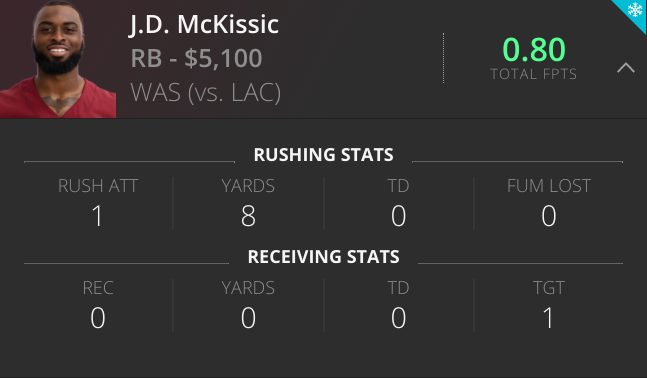 J.D. McKissic
RB - $5,100
WAS (vs. LAC)
0.80
TOTAL FPTS
RUSHING STATS
RUSH ATT YARDS TD FUM LOST
1 8 0 0
RECEIVING STATS
REC YARDS TD TGT
0 0 0 1